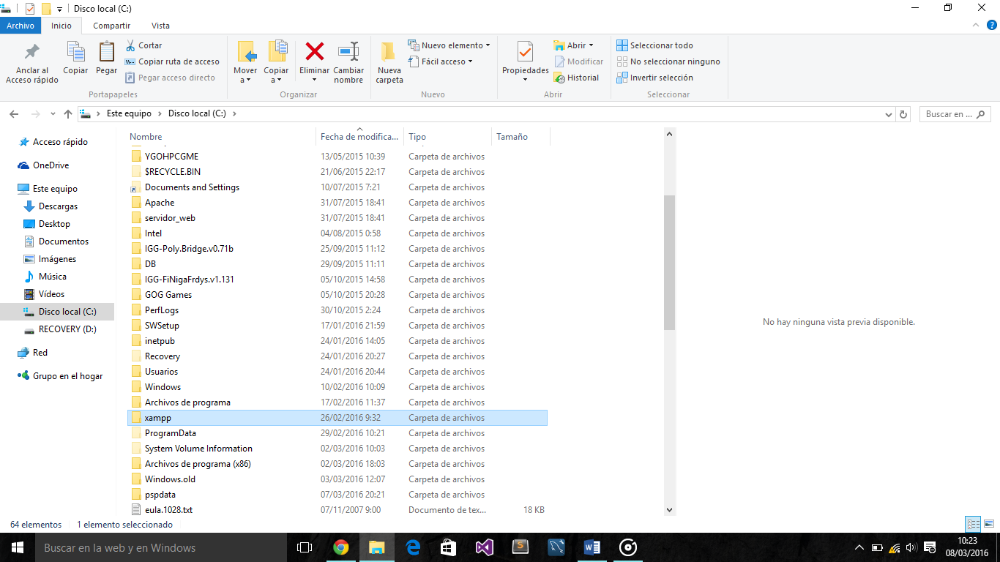 Disco local (C:)
Archivo Inicio Compartir Vista
Anclar al Acceso rápido
Copiar
Pegar
Cortar
Copiar ruta de acceso
Pegar acceso directo
Portapapeles
Mover a
Copiar a
Eliminar
Cambiar nombre
Organizar
Nueva carpeta
Nuevo elemento
Fácil acceso
Nuevo
Propiedades
Abrir
Modificar
Historial
Abrir
Seleccionar todo
No seleccionar ninguno
Invertir selección
Seleccionar
Este equipo > Disco local (C:) >
Buscar en ...
Acceso rápido
OneDrive
Este equipo
Descargas
Desktop
Documentos
Imágenes
Música
Vídeos
Disco local (C:)
RECOVERY (D:)
Red
Grupo en el hogar
Nombre Fecha de modifica... Tipo Tamaño
YGOHPCGME 13/05/2015 10:39 Carpeta de archivos
$RECYCLE.BIN 21/06/2015 22:17 Carpeta de archivos
Documents and Settings 10/07/2015 7:21 Carpeta de archivos
Apache 31/07/2015 18:41 Carpeta de archivos
servidor_web 31/07/2015 18:41 Carpeta de archivos
Intel 04/08/2015 0:58 Carpeta de archivos
IGG-Poly.Bridge.v0.71b 25/09/2015 11:12 Carpeta de archivos
DB 29/09/2015 11:11 Carpeta de archivos
IGG-FiNigaFrdys.v1.131 05/10/2015 14:58 Carpeta de archivos
GOG Games 05/10/2015 20:28 Carpeta de archivos
PerfLogs 30/10/2015 2:24 Carpeta de archivos
SWSetup 17/01/2016 21:59 Carpeta de archivos
inetpub 24/01/2016 14:05 Carpeta de archivos
Recovery 24/01/2016 20:27 Carpeta de archivos
Usuarios 24/01/2016 20:44 Carpeta de archivos
Windows 10/02/2016 10:09 Carpeta de archivos
Archivos de programa 17/02/2016 11:37 Carpeta de archivos
xampp 26/02/2016 9:32 Carpeta de archivos
ProgramData 29/02/2016 10:21 Carpeta de archivos
System Volume Information 02/03/2016 10:03 Carpeta de archivos
Archivos de programa (x86) 02/03/2016 18:03 Carpeta de archivos
Windows.old 03/03/2016 12:07 Carpeta de archivos
pspdata 07/03/2016 20:21 Carpeta de archivos
eula.1028.txt 07/11/2007 9:00 Documento de tex... 18 KB
No hay ninguna vista previa disponible.
64 elementos 1 elemento seleccionado
Buscar en la web y en Windows
10:23
08/03/2016